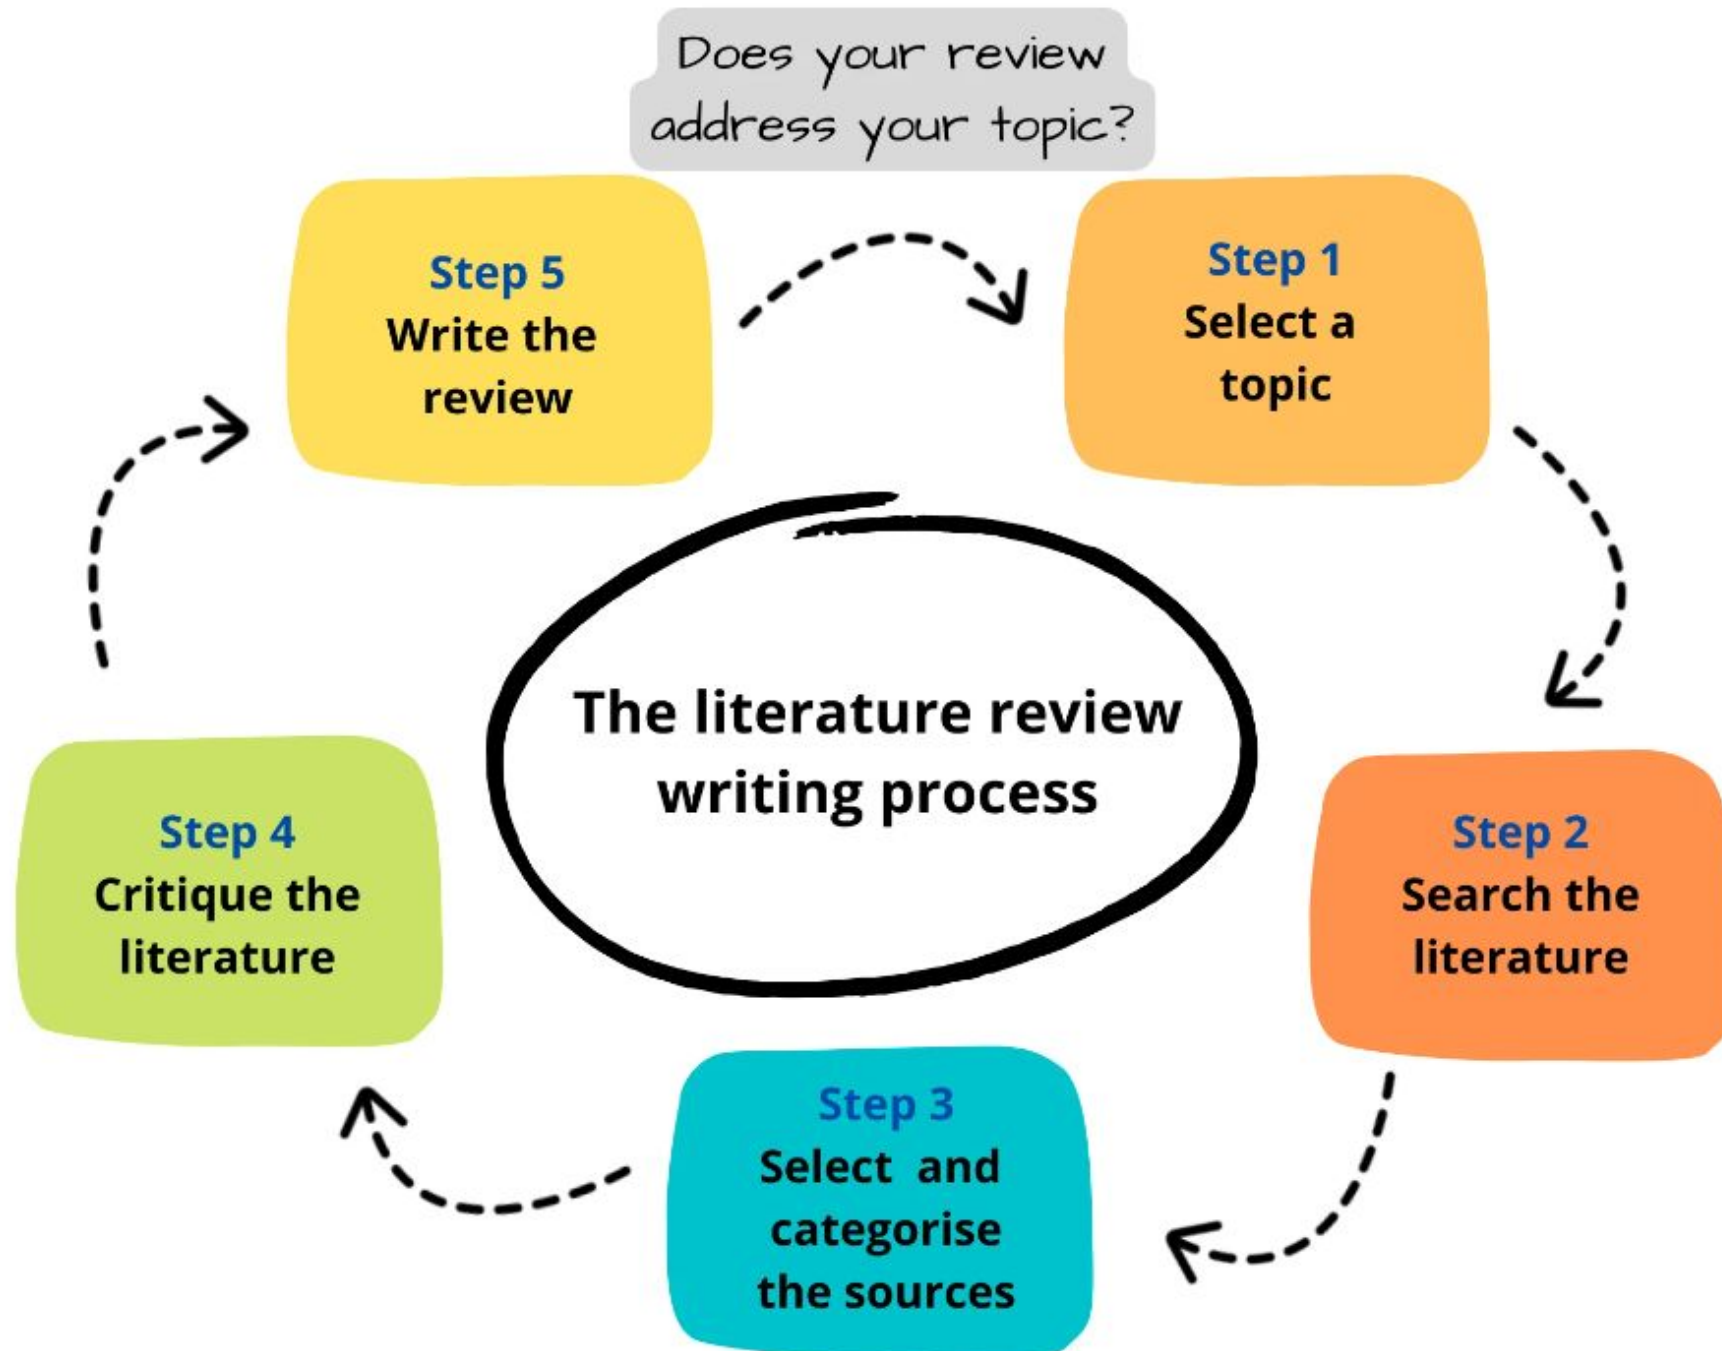 Does your review
address your topic?
Step 1
Select a
topic
Step 2
Search the
literature
Step 3
Select  and
categorise
the sources
Step 4
Critique the
literature
Step 5
Write the
review
The literature review
writing process